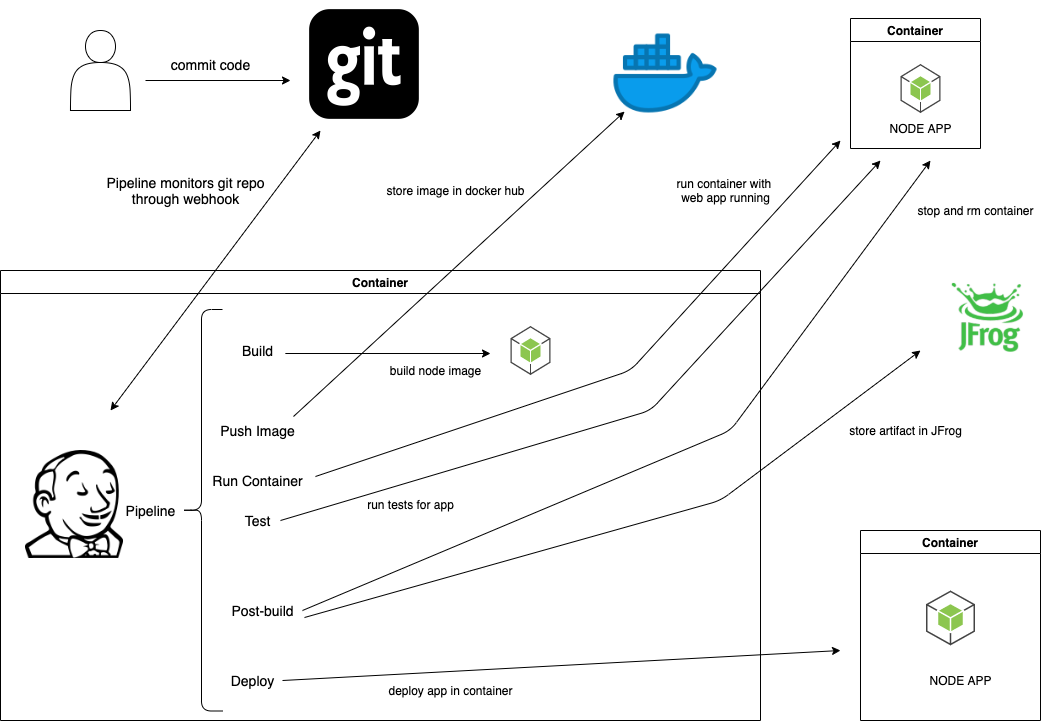 commit code
git
Container
NODE APP
Pipeline monitors git repo
through webhook
store image in docker hub
run container with
web app running
stop and rm container
Container
JFrog
Build
build node image
Push Image
store artifact in JFrog
Run Container
run tests for app
Pipeline
Test
Container
Post-build
Deploy
deploy app in container
NODE APP